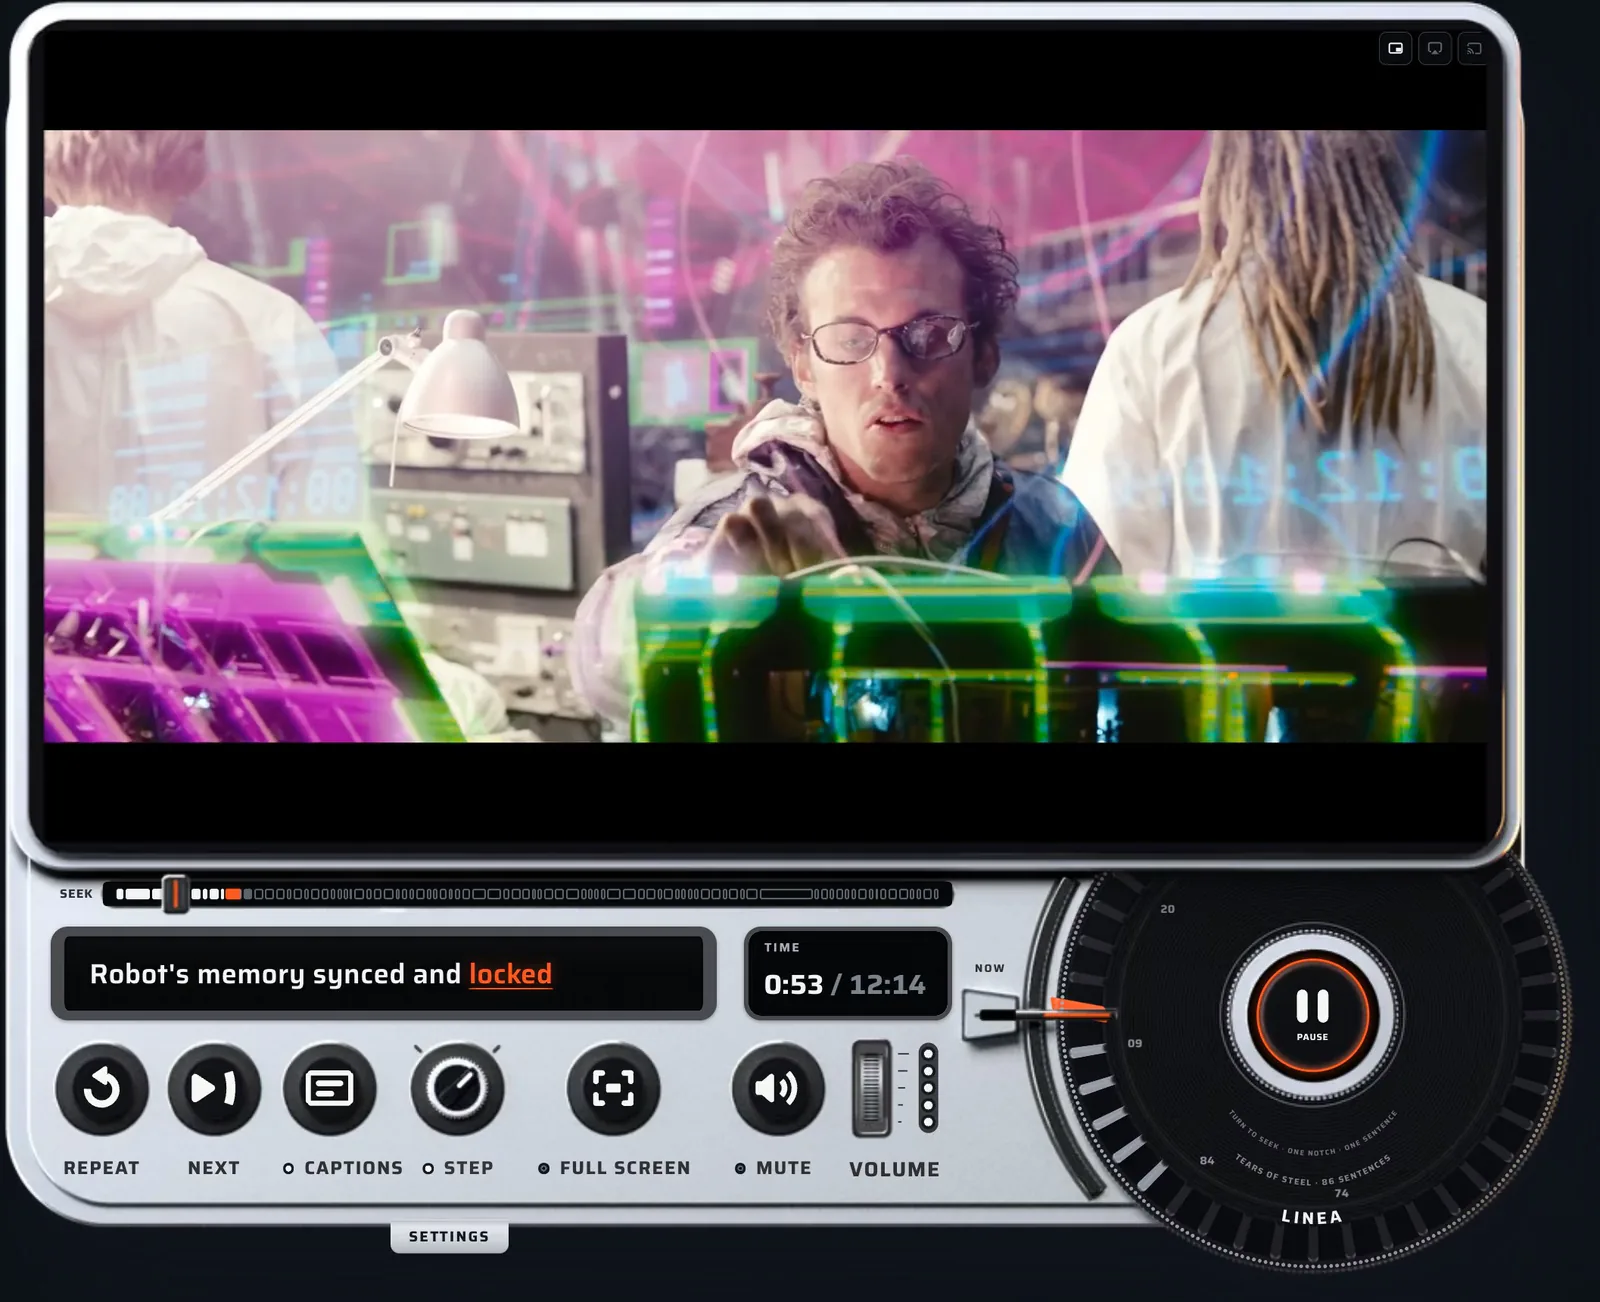 SEEK
Robot's memory synced and locked
TIME
0:53 / 12:14
NOW
20
09
84
74
PAUSE
TURN TO SEEK · ONE NOTCH · ONE SENTENCE
TEARS OF STEEL · 86 SENTENCES
LINEA
REPEAT
NEXT
CAPTIONS
STEP
FULL SCREEN
MUTE
VOLUME
SETTINGS